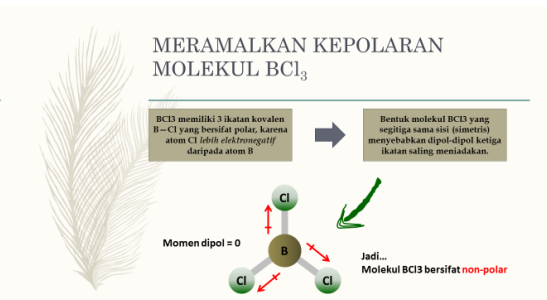 MERAMALKAN KEPOLARAN
MOLEKUL BCl₃
BCl3 memiliki 3 ikatan kovalen
B—Cl yang bersifat polar, karena
atom Cl lebih elektronegatif
daripada atom B
Bentuk molekul BCl3 yang
segitiga sama sisi (simetris)
menyebabkan dipol-dipol ketiga
ikatan saling meniadakan.
Cl
Momen dipol = 0
B
Cl
Cl
Jadi...
Molekul BCl3 bersifat non-polar